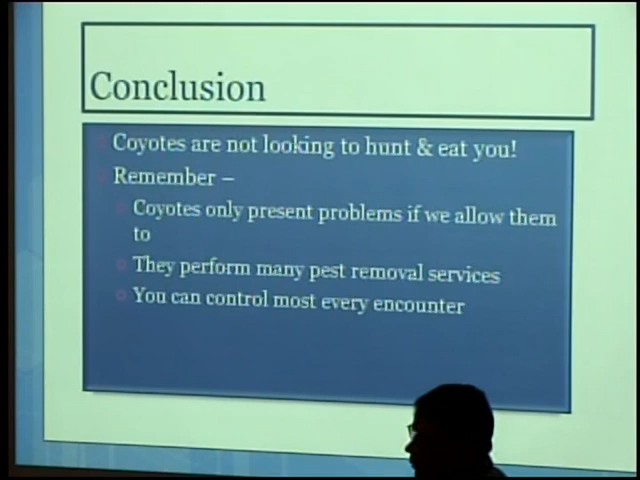 Conclusion
Coyotes are not looking to hunt & eat you!
Remember –
Coyotes only present problems if we allow them
to
They perform many pest removal services
You can control most every encounter